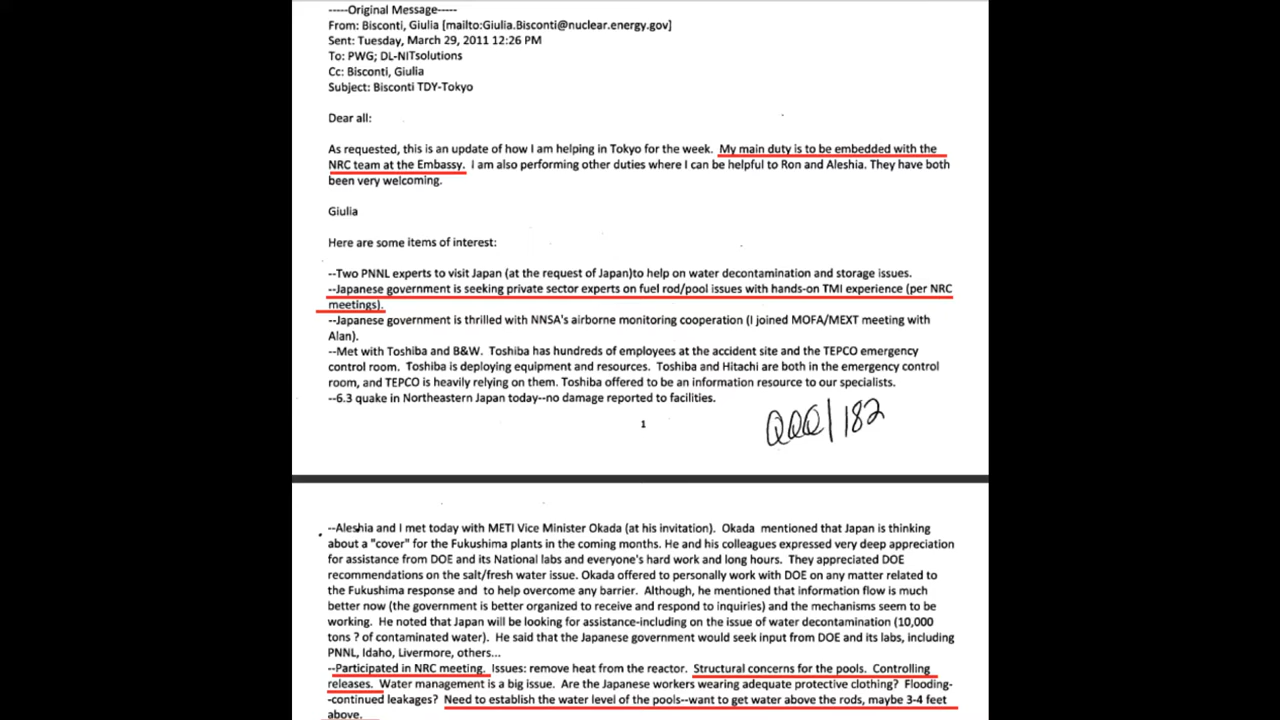 -----Original Message-----
From: Bisconti, Giulia [mailto:Giulia.Bisconti@nuclear.energy.gov]
Sent: Tuesday, March 29, 2011 12:26 PM
To: PWG; DL-NITsolutions
Cc: Bisconti, Giulia
Subject: Bisconti TDY-Tokyo
Dear all:
As requested, this is an update of how I am helping in Tokyo for the week. My main duty is to be embedded with the
NRC team at the Embassy. I am also performing other duties where I can be helpful to Ron and Aleshia. They have both
been very welcoming.
Giulia
Here are some items of interest:
--Two PNNL experts to visit Japan (at the request of Japan)to help on water decontamination and storage issues.
--Japanese government is seeking private sector experts on fuel rod/pool issues with hands-on TMI experience (per NRC
meetings).
--Japanese government is thrilled with NNSA's airborne monitoring cooperation (I joined MOFA/MEXT meeting with
Alan).
--Met with Toshiba and B&W. Toshiba has hundreds of employees at the accident site and the TEPCO emergency
control room. Toshiba is deploying equipment and resources. Toshiba and Hitachi are both in the emergency control
room, and TEPCO is heavily relying on them. Toshiba offered to be an information resource to our specialists.
--6.3 quake in Northeastern Japan today--no damage reported to facilities.
1
QQQ/182
--Aleshia and I met today with METI Vice Minister Okada (at his invitation). Okada mentioned that Japan is thinking
about a "cover" for the Fukushima plants in the coming months. He and his colleagues expressed very deep appreciation
for assistance from DOE and its National labs and everyone's hard work and long hours. They appreciated DOE
recommendations on the salt/fresh water issue. Okada offered to personally work with DOE on any matter related to
the Fukushima response and to help overcome any barrier. Although, he mentioned that information flow is much
better now (the government is better organized to receive and respond to inquiries) and the mechanisms seem to be
working. He noted that Japan will be looking for assistance-including on the issue of water decontamination (10,000
tons ? of contaminated water). He said that the Japanese government would seek input from DOE and its labs, including
PNNL, Idaho, Livermore, others...
--Participated in NRC meeting. Issues: remove heat from the reactor. Structural concerns for the pools. Controlling
releases. Water management is a big issue. Are the Japanese workers wearing adequate protective clothing? Flooding-
-continued leakages? Need to establish the water level of the pools--want to get water above the rods, maybe 3-4 feet
above.